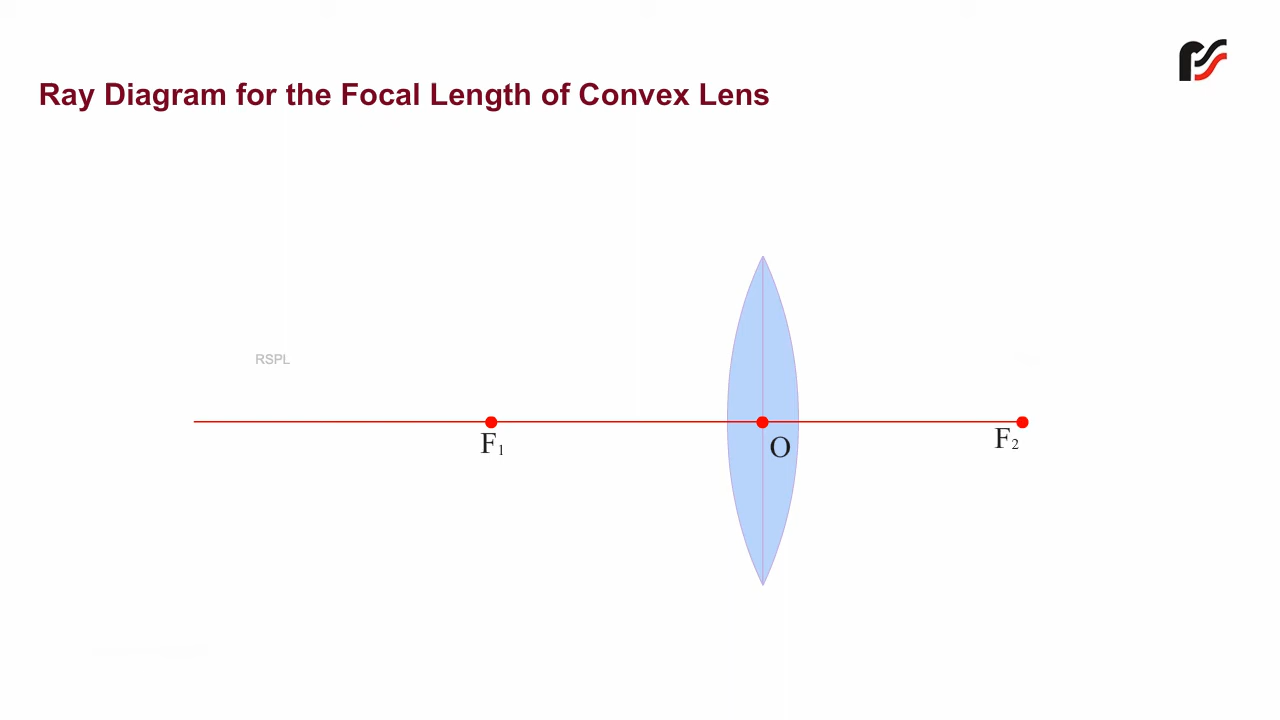 Ray Diagram for the Focal Length of Convex Lens
RSPL
F₁
O
F₂